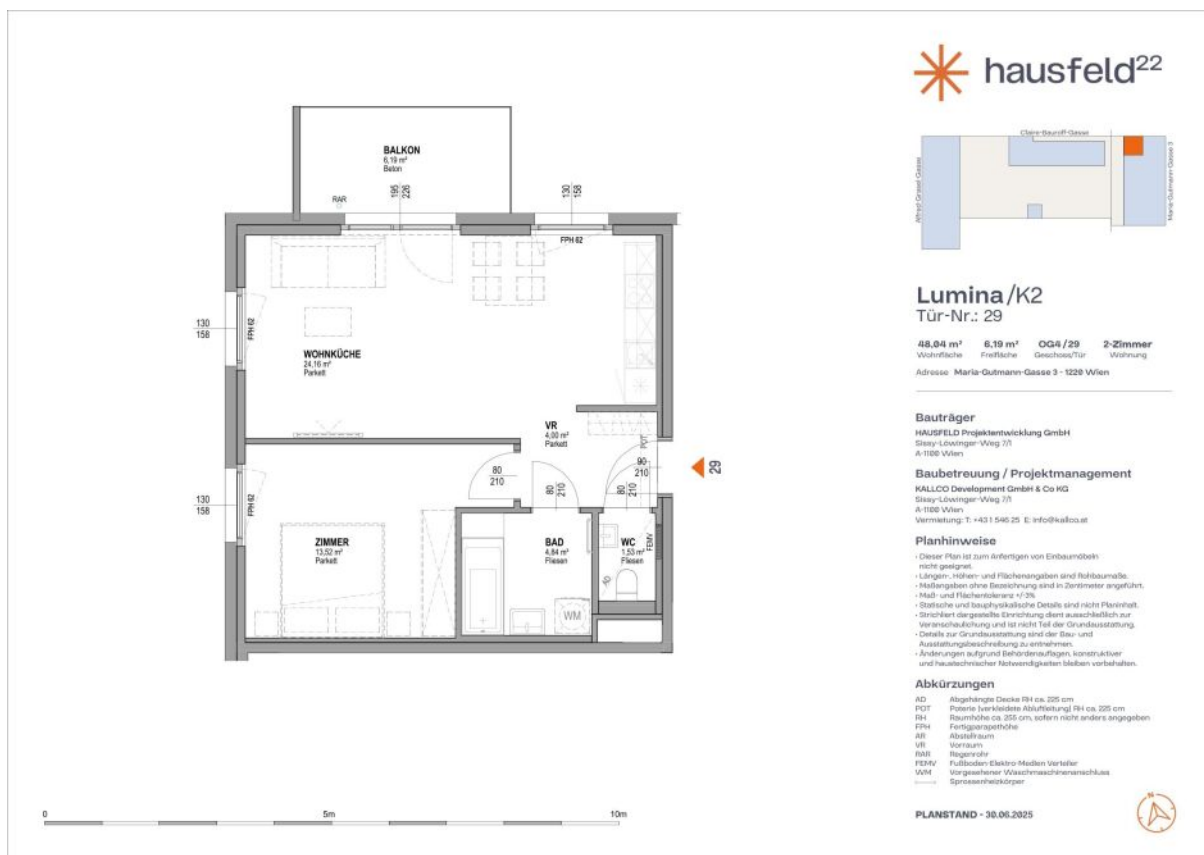 hausfeld²²
Claire-Bauroff-Gasse
Alfred-Grassl-Gasse
Maria-Gutmann-Gasse 3
Lumina/K2
Tür-Nr.: 29
48,04 m² 6,19 m² OG4/29 2-Zimmer
Wohnfläche Freifläche Geschoss/Tür Wohnung
Adresse Maria-Gutmann-Gasse 3 - 1220 Wien
Bauträger
HAUSFELD Projektentwicklung GmbH
Sissy-Löwinger-Weg 7/1
A-1100 Wien
Baubetreuung / Projektmanagement
KALLCO Development GmbH & Co KG
Sissy-Löwinger-Weg 7/1
A-1100 Wien
Vermietung: T: +43 1 546 25 E: info@kallco.at
Planhinweise
- Dieser Plan ist zum Anfertigen von Einbaumöbeln
nicht geeignet.
- Längen-, Höhen- und Flächenangaben sind Rohbaumaße.
- Maßangaben ohne Bezeichnung sind in Zentimeter angeführt.
- Maß- und Flächentoleranz +/-3%
- Statische und bauphysikalische Details sind nicht Planinhalt.
- Strichliert dargestellte Einrichtung dient ausschließlich zur
Veranschaulichung und ist nicht Teil der Grundausstattung.
- Details zur Grundausstattung sind der Bau- und
Ausstattungsbeschreibung zu entnehmen.
- Änderungen aufgrund Behördenauflagen, konstruktiver
und haustechnischer Notwendigkeiten bleiben vorbehalten.
Abkürzungen
AD Abgehängte Decke RH ca. 225 cm
POT Poterie (verkleidete Abluftleitung) RH ca. 225 cm
RH Raumhöhe ca. 255 cm, sofern nicht anders angegeben
FPH Fertigparapethöhe
AR Abstellraum
VR Vorraum
RAR Regenrohr
FEMV Fußboden-Elektro-Medien Verteiler
WM Vorgesehener Waschmaschinenanschluss
Sprossenheizkörper
PLANSTAND - 30.06.2025
N
BALKON
6,19 m²
Beton
RAR
195
226
130
158
FPH 62
130
158
FPH 62
WOHNKÜCHE
24,16 m²
Parkett
VR
4,00 m²
Parkett
POT
90
210
29
80
210
80
210
80
210
130
158
FPH 62
ZIMMER
13,52 m²
Parkett
BAD
4,84 m²
Fliesen
WC
1,53 m²
Fliesen
FEMV
AD
WM
0 5m 10m